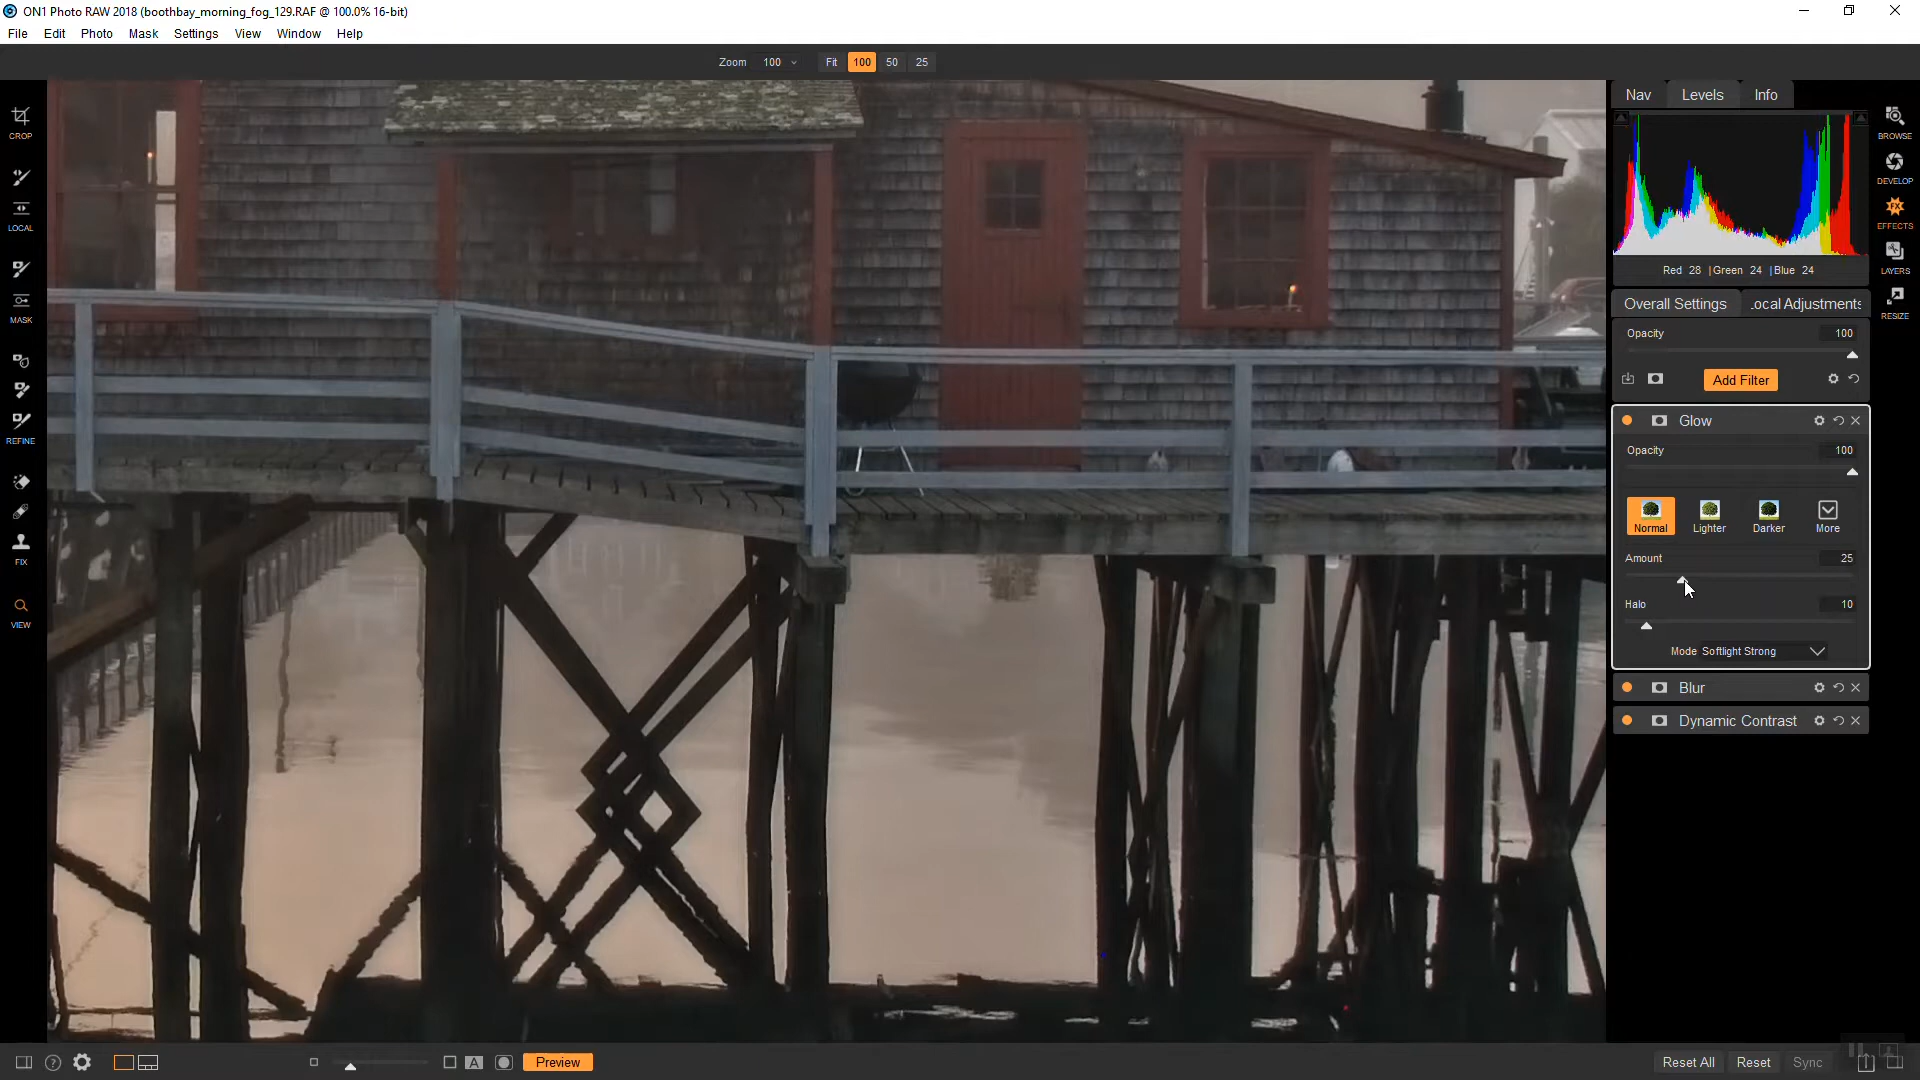 ON1 Photo RAW 2018 (boothbay_morning_fog_129.RAF @ 100.0% 16-bit)
File Edit Photo Mask Settings View Window Help
Zoom 100 Fit 100 50 25
CROP
LOCAL
MASK
REFINE
FIX
VIEW
Nav Levels Info
Red 28 |Green 24 |Blue 24
Overall Settings ocal Adjustments
Opacity 100
Add Filter
Glow
Opacity 100
Normal Lighter Darker More
Amount 25
Halo 10
Mode Softlight Strong
Blur
Dynamic Contrast
BROWSE
DEVELOP
FX
EFFECTS
LAYERS
RESIZE
? A Preview
Reset All Reset Sync